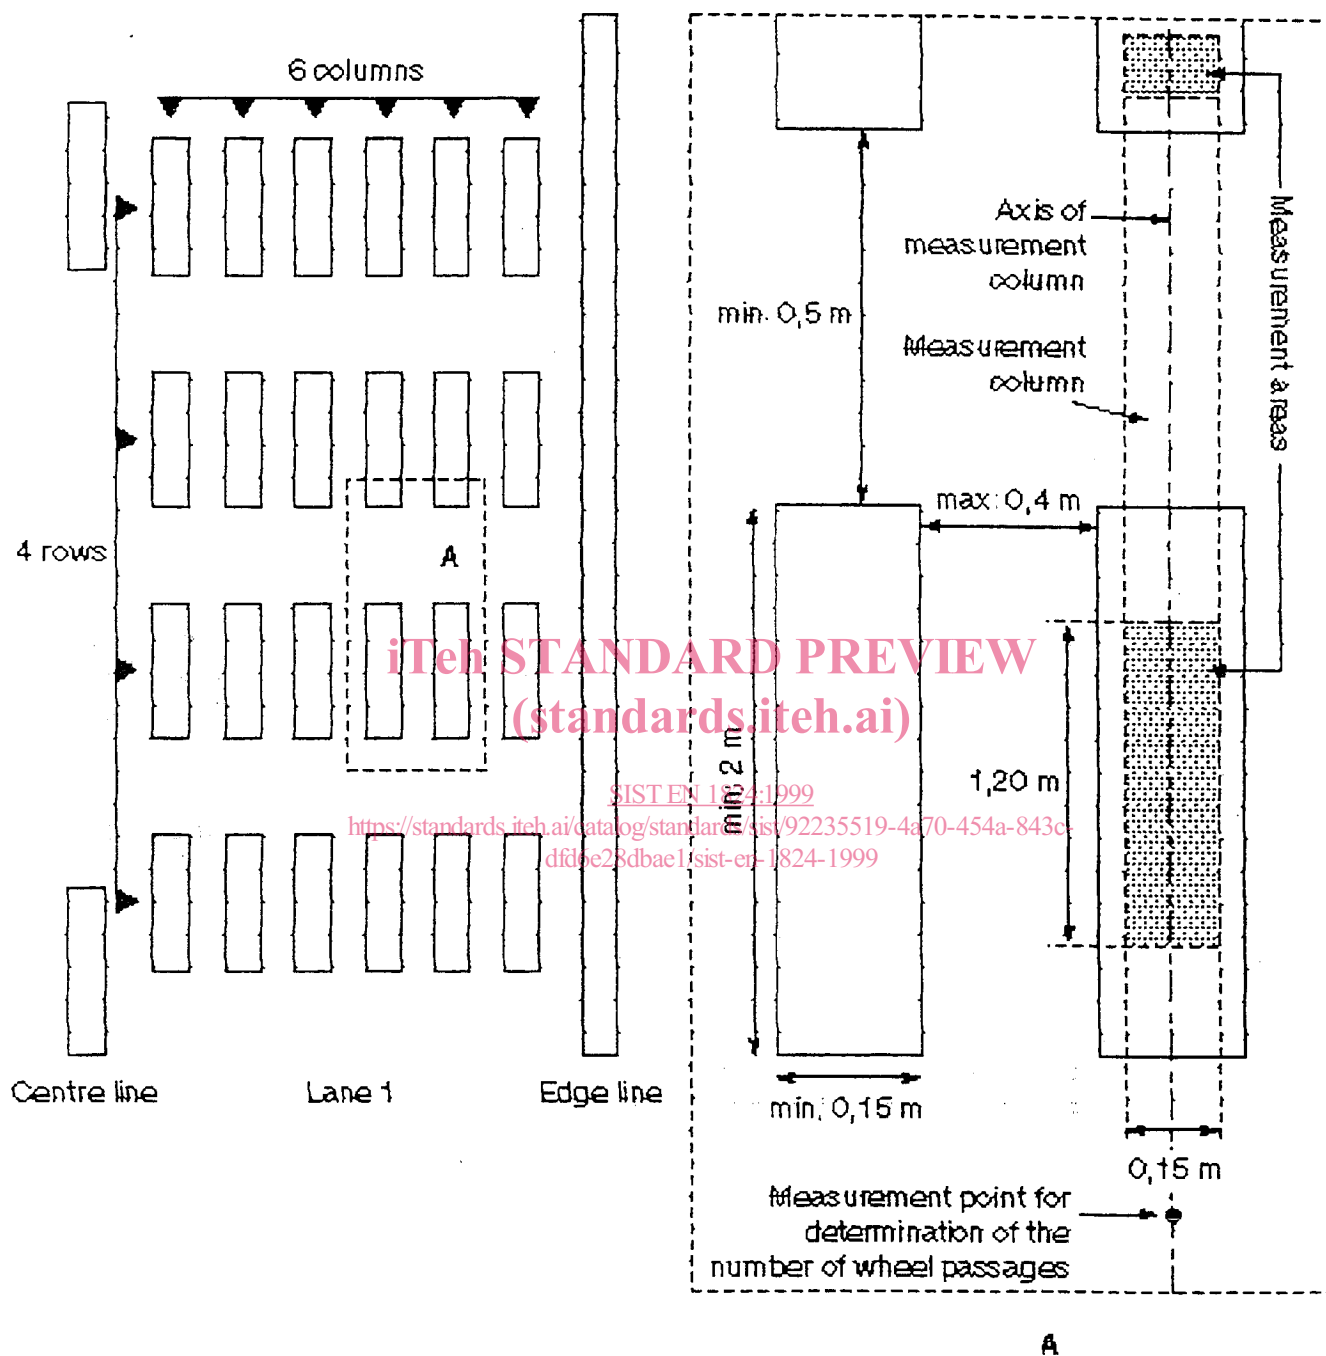 6 columns
4 rows
A
Centre line
Lane 1
Edge line
Axis of
measurement
column
min. 0,5 m
Measurement
column
Measurement areas
max. 0,4 m
min. 2 m
1,20 m
min. 0,15 m
0,15 m
Measurement point for
determination of the
number of wheel passages
A
iTeh STANDARD PREVIEW
(standards.iteh.ai)
SIST EN 1824:1999
https://standards.iteh.ai/catalog/standards/sist/92235519-4a70-454a-843c-
dfd6e28dbae1/sist-en-1824-1999